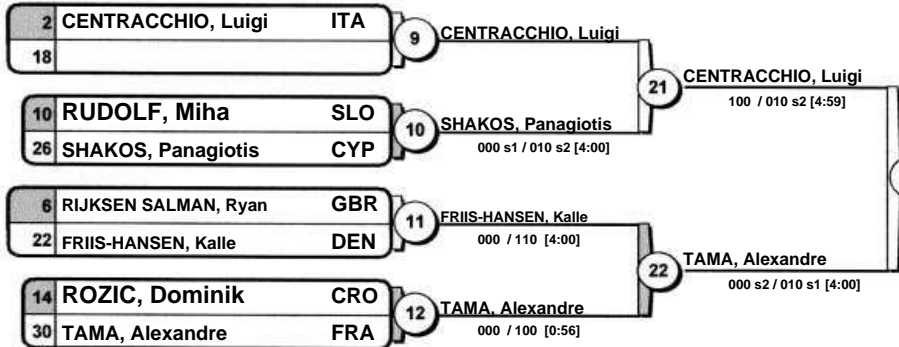 2 CENTRACCHIO, Luigi ITA
18
9 CENTRACCHIO, Luigi
10 RUDOLF, Miha SLO
26 SHAKOS, Panagiotis CYP
10 SHAKOS, Panagiotis
000 s1 / 010 s2 [4:00]
21 CENTRACCHIO, Luigi
100 / 010 s2 [4:59]
6 RIJKSEN SALMAN, Ryan GBR
22 FRIIS-HANSEN, Kalle DEN
11 FRIIS-HANSEN, Kalle
000 / 110 [4:00]
14 ROZIC, Dominik CRO
30 TAMA, Alexandre FRA
12 TAMA, Alexandre
000 / 100 [0:56]
22 TAMA, Alexandre
000 s2 / 010 s1 [4:00]